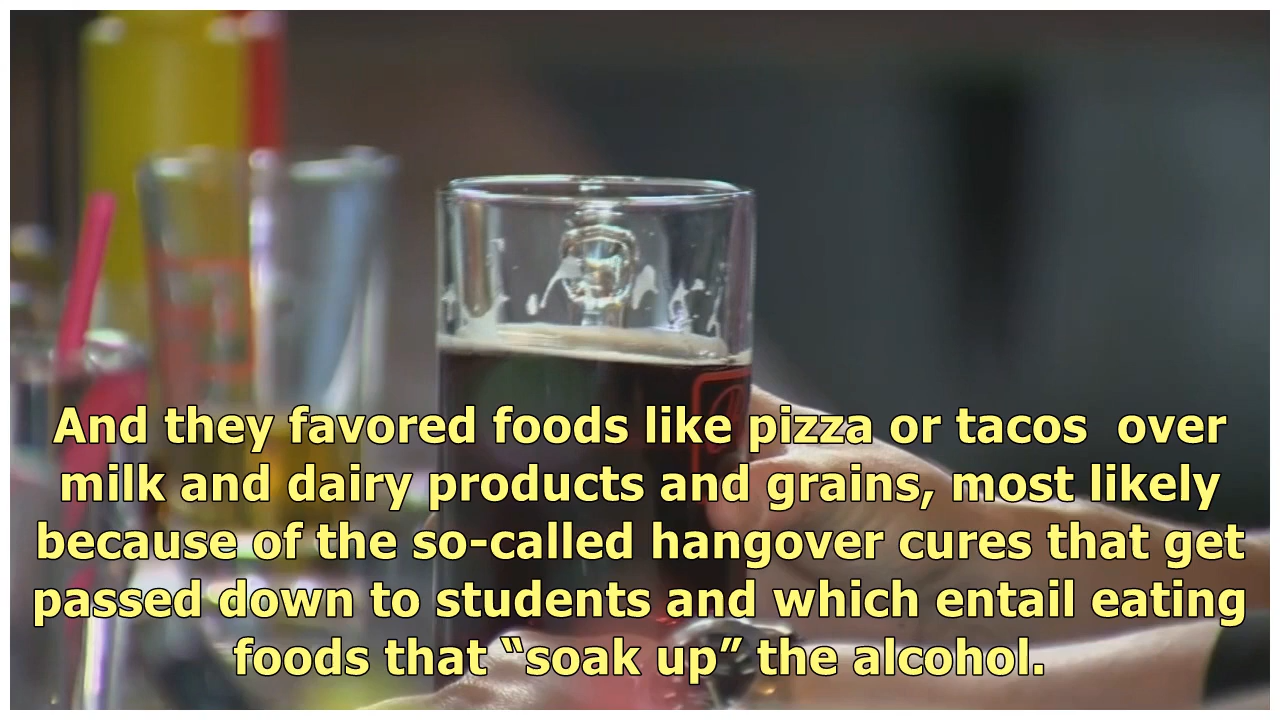 And they favored foods like pizza or tacos  over
milk and dairy products and grains, most likely
because of the so-called hangover cures that get
passed down to students and which entail eating
foods that “soak up” the alcohol.